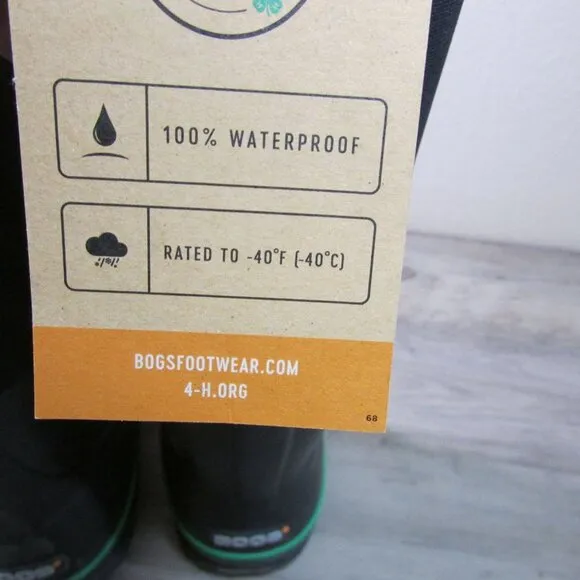 100% WATERPROOF
RATED TO -40°F (-40°C)
BOGSFOOTWEAR.COM
4-H.ORG
68
BOGS